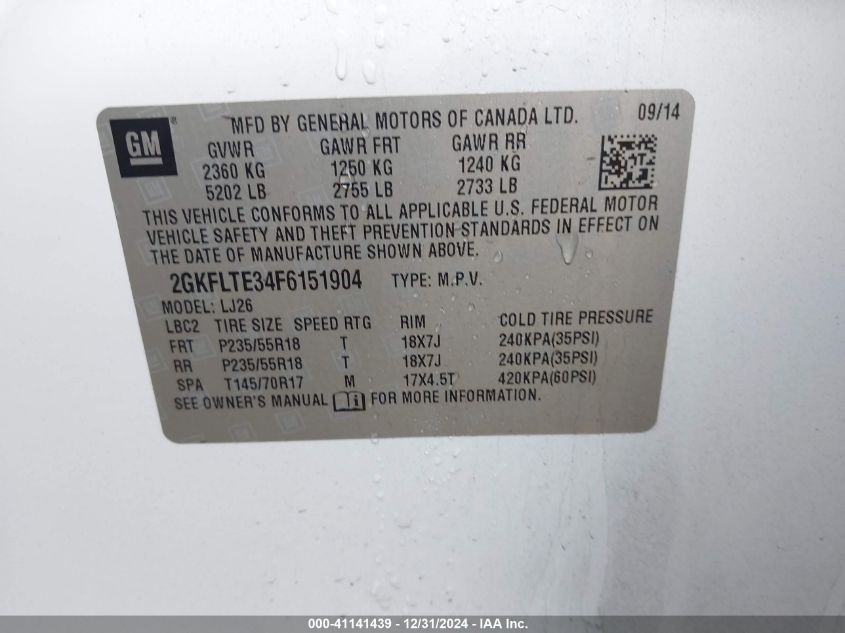 GM ® MFD BY GENERAL MOTORS OF CANADA LTD. 09/14
GVWR GAWR FRT GAWR RR
2360 KG 1250 KG 1240 KG
5202 LB 2755 LB 2733 LB
THIS VEHICLE CONFORMS TO ALL APPLICABLE U.S. FEDERAL MOTOR
VEHICLE SAFETY AND THEFT PREVENTION STANDARDS IN EFFECT ON
THE DATE OF MANUFACTURE SHOWN ABOVE.
2GKFLTE34F6151904 TYPE: M.P.V.
MODEL: LJ26
LBC2 TIRE SIZE SPEED RTG RIM COLD TIRE PRESSURE
FRT P235/55R18 T 18X7J 240KPA(35PSI)
RR P235/55R18 T 18X7J 240KPA(35PSI)
SPA T145/70R17 M 17X4.5T 420KPA(60PSI)
SEE OWNER'S MANUAL FOR MORE INFORMATION.
000-41141439 - 12/31/2024 - IAA Inc.